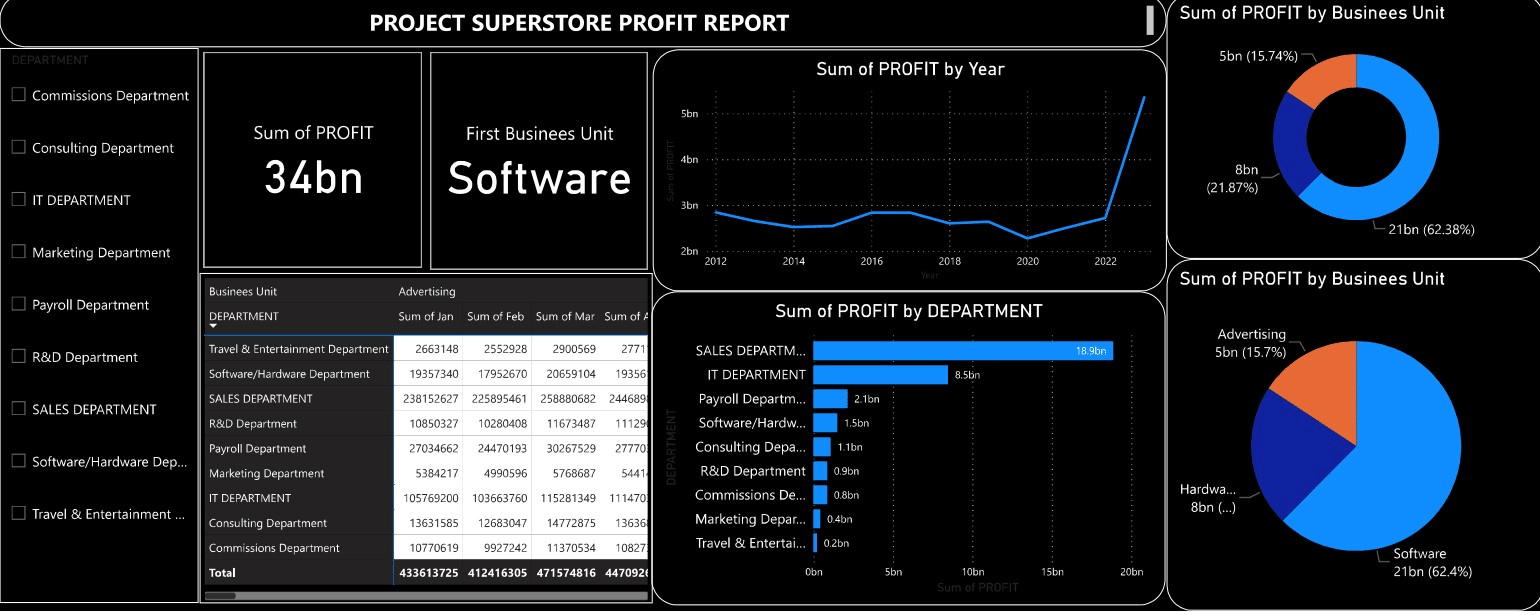 PROJECT SUPERSTORE PROFIT REPORT
DEPARTMENT
Commissions Department
Consulting Department
IT DEPARTMENT
Marketing Department
Payroll Department
R&D Department
SALES DEPARTMENT
Software/Hardware Dep...
Travel & Entertainment ...
Sum of PROFIT
34bn
First Businees Unit
Software
Businees Unit Advertising
DEPARTMENT Sum of Jan Sum of Feb Sum of Mar Sum of A
Travel & Entertainment Department 2663148 2552928 2900569 2771
Software/Hardware Department 19357340 17952670 20659104 19356
SALES DEPARTMENT 238152627 225895461 258880682 244689
R&D Department 10850327 10280408 11673487 11129
Payroll Department 27034662 24470193 30267529 27770
Marketing Department 5384217 4990596 5768687 5441
IT DEPARTMENT 105769200 103663760 115281349 111470
Consulting Department 13631585 12683047 14772875 13636
Commissions Department 10770619 9927242 11370534 10827
Total 433613725 412416305 471574816 4470926
Sum of PROFIT by Year
Sum of PROFIT
5bn
4bn
3bn
2bn
2012 2014 2016 2018 2020 2022
Year
Sum of PROFIT by DEPARTMENT
DEPARTMENT
SALES DEPARTM... 18.9bn
IT DEPARTMENT 8.5bn
Payroll Departm... 2.1bn
Software/Hardw... 1.5bn
Consulting Depa... 1.1bn
R&D Department 0.9bn
Commissions De... 0.8bn
Marketing Depar... 0.4bn
Travel & Entertai... 0.2bn
0bn 5bn 10bn 15bn 20bn
Sum of PROFIT
Sum of PROFIT by Businees Unit
5bn (15.74%)
8bn
(21.87%)
21bn (62.38%)
Sum of PROFIT by Businees Unit
Advertising
5bn (15.7%)
Hardwa...
8bn (...)
Software
21bn (62.4%)